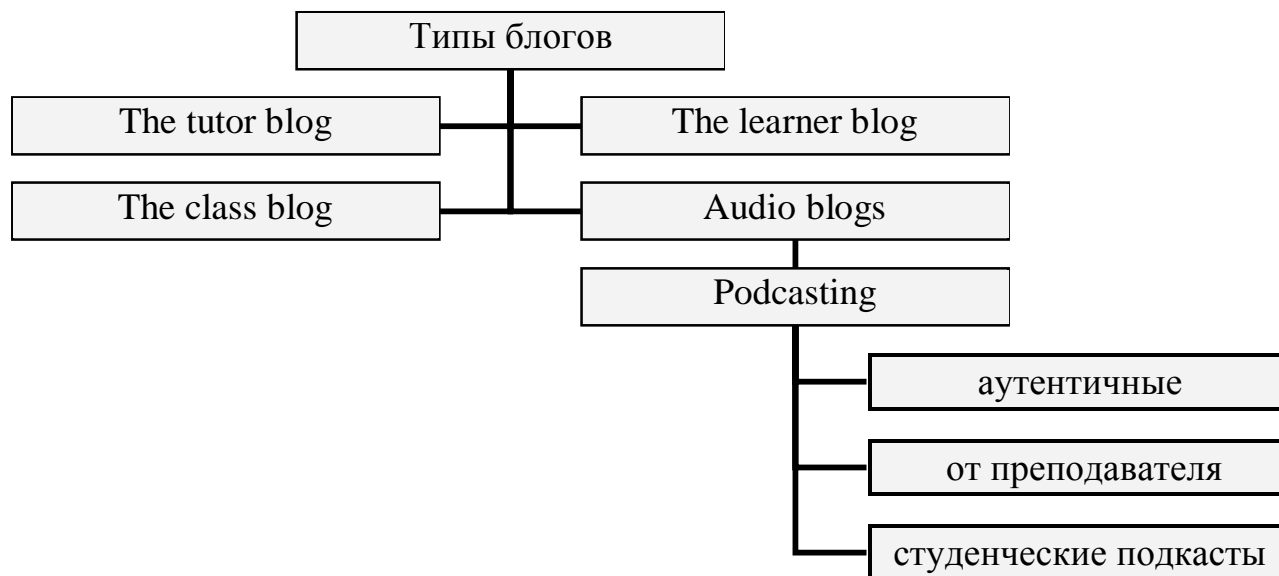 Типы блогов
The tutor blog
The learner blog
The class blog
Audio blogs
Podcasting
аутентичные
от преподавателя
студенческие подкасты